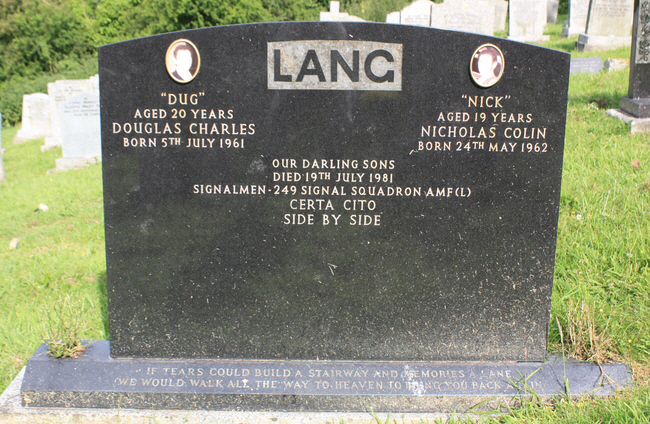 LANG
"DUG"
AGED 20 YEARS
DOUGLAS CHARLES
BORN 5TH JULY 1961
"NICK"
AGED 19 YEARS
NICHOLAS COLIN
BORN 24TH MAY 1962
OUR DARLING SONS
DIED 19TH JULY 1981
SIGNALMEN-249 SIGNAL SQUADRON AMF(L)
CERTA CITO
SIDE BY SIDE
IF TEARS COULD BUILD A STAIRWAY AND MEMORIES A LANE
WE WOULD WALK ALL THE WAY TO HEAVEN TO BRING YOU BACK AGAIN